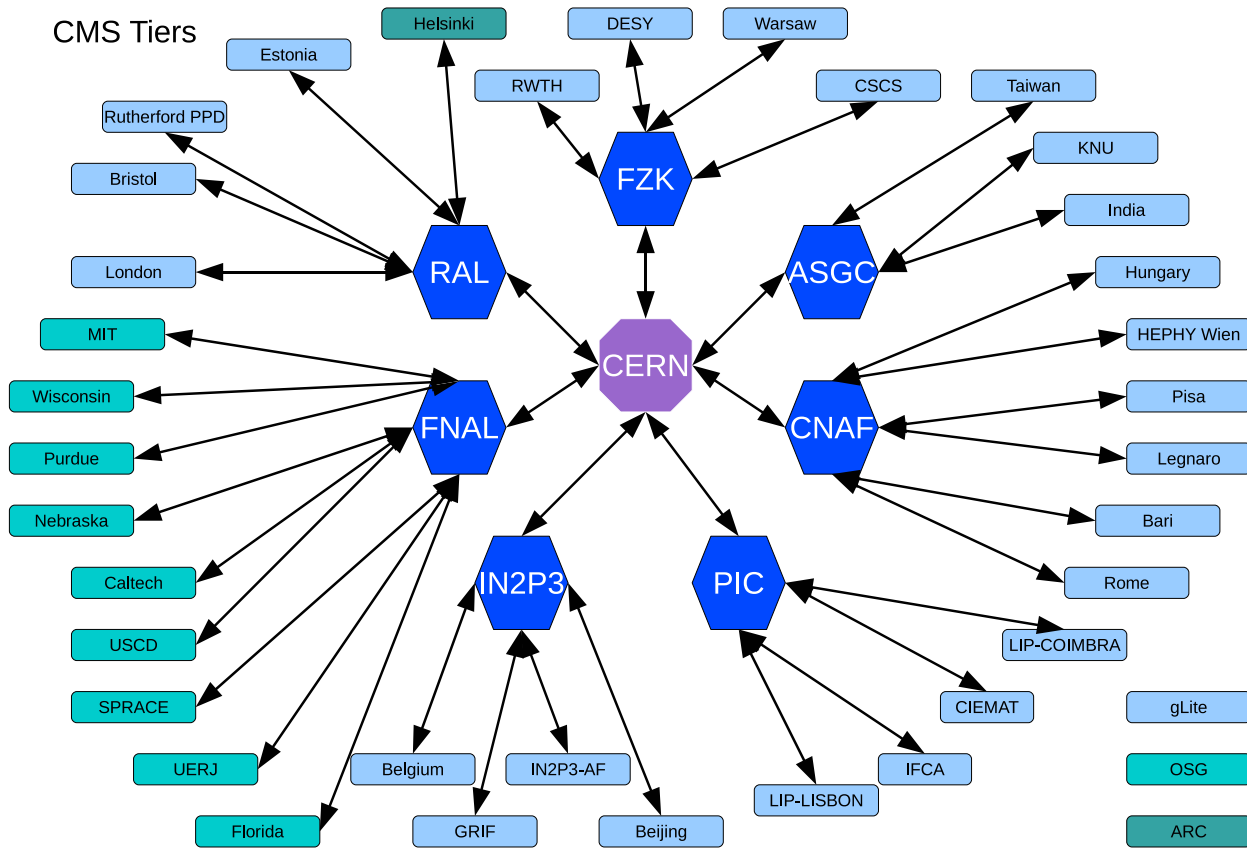 CMS Tiers
Helsinki
DESY
Warsaw
Estonia
RWTH
CSCS
Taiwan
Rutherford PPD
KNU
Bristol
FZK
India
London
RAL
ASGC
Hungary
MIT
HEPHY Wien
CERN
Wisconsin
Pisa
FNAL
CNAF
Purdue
Legnaro
Nebraska
Bari
Caltech
IN2P3
PIC
Rome
USCD
LIP-COIMBRA
SPRACE
CIEMAT
gLite
UERJ
Belgium
IN2P3-AF
IFCA
OSG
LIP-LISBON
Florida
GRIF
Beijing
ARC